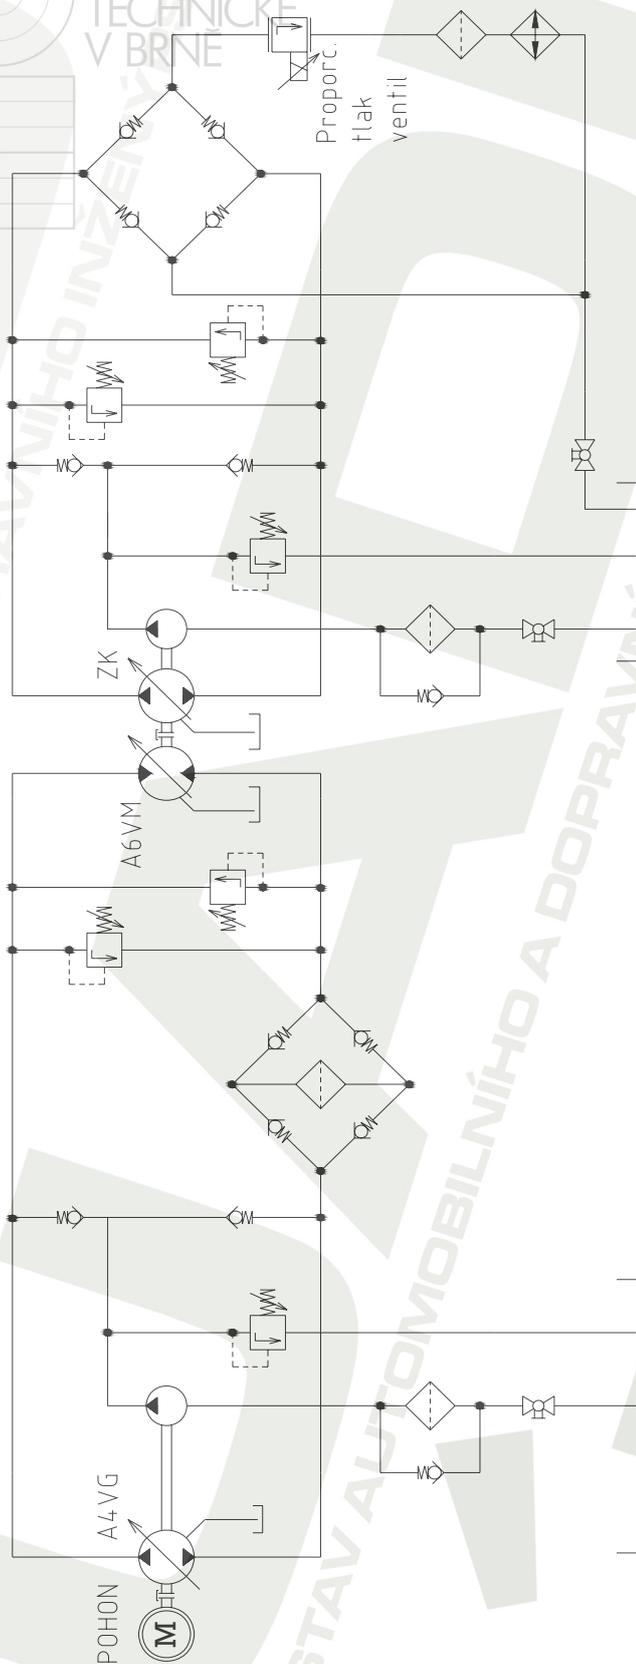 TECHNICKÉ
V BRNĚ
Proporc.
tlak
ventil
ZK
A6VM
A4VG
POHON
M